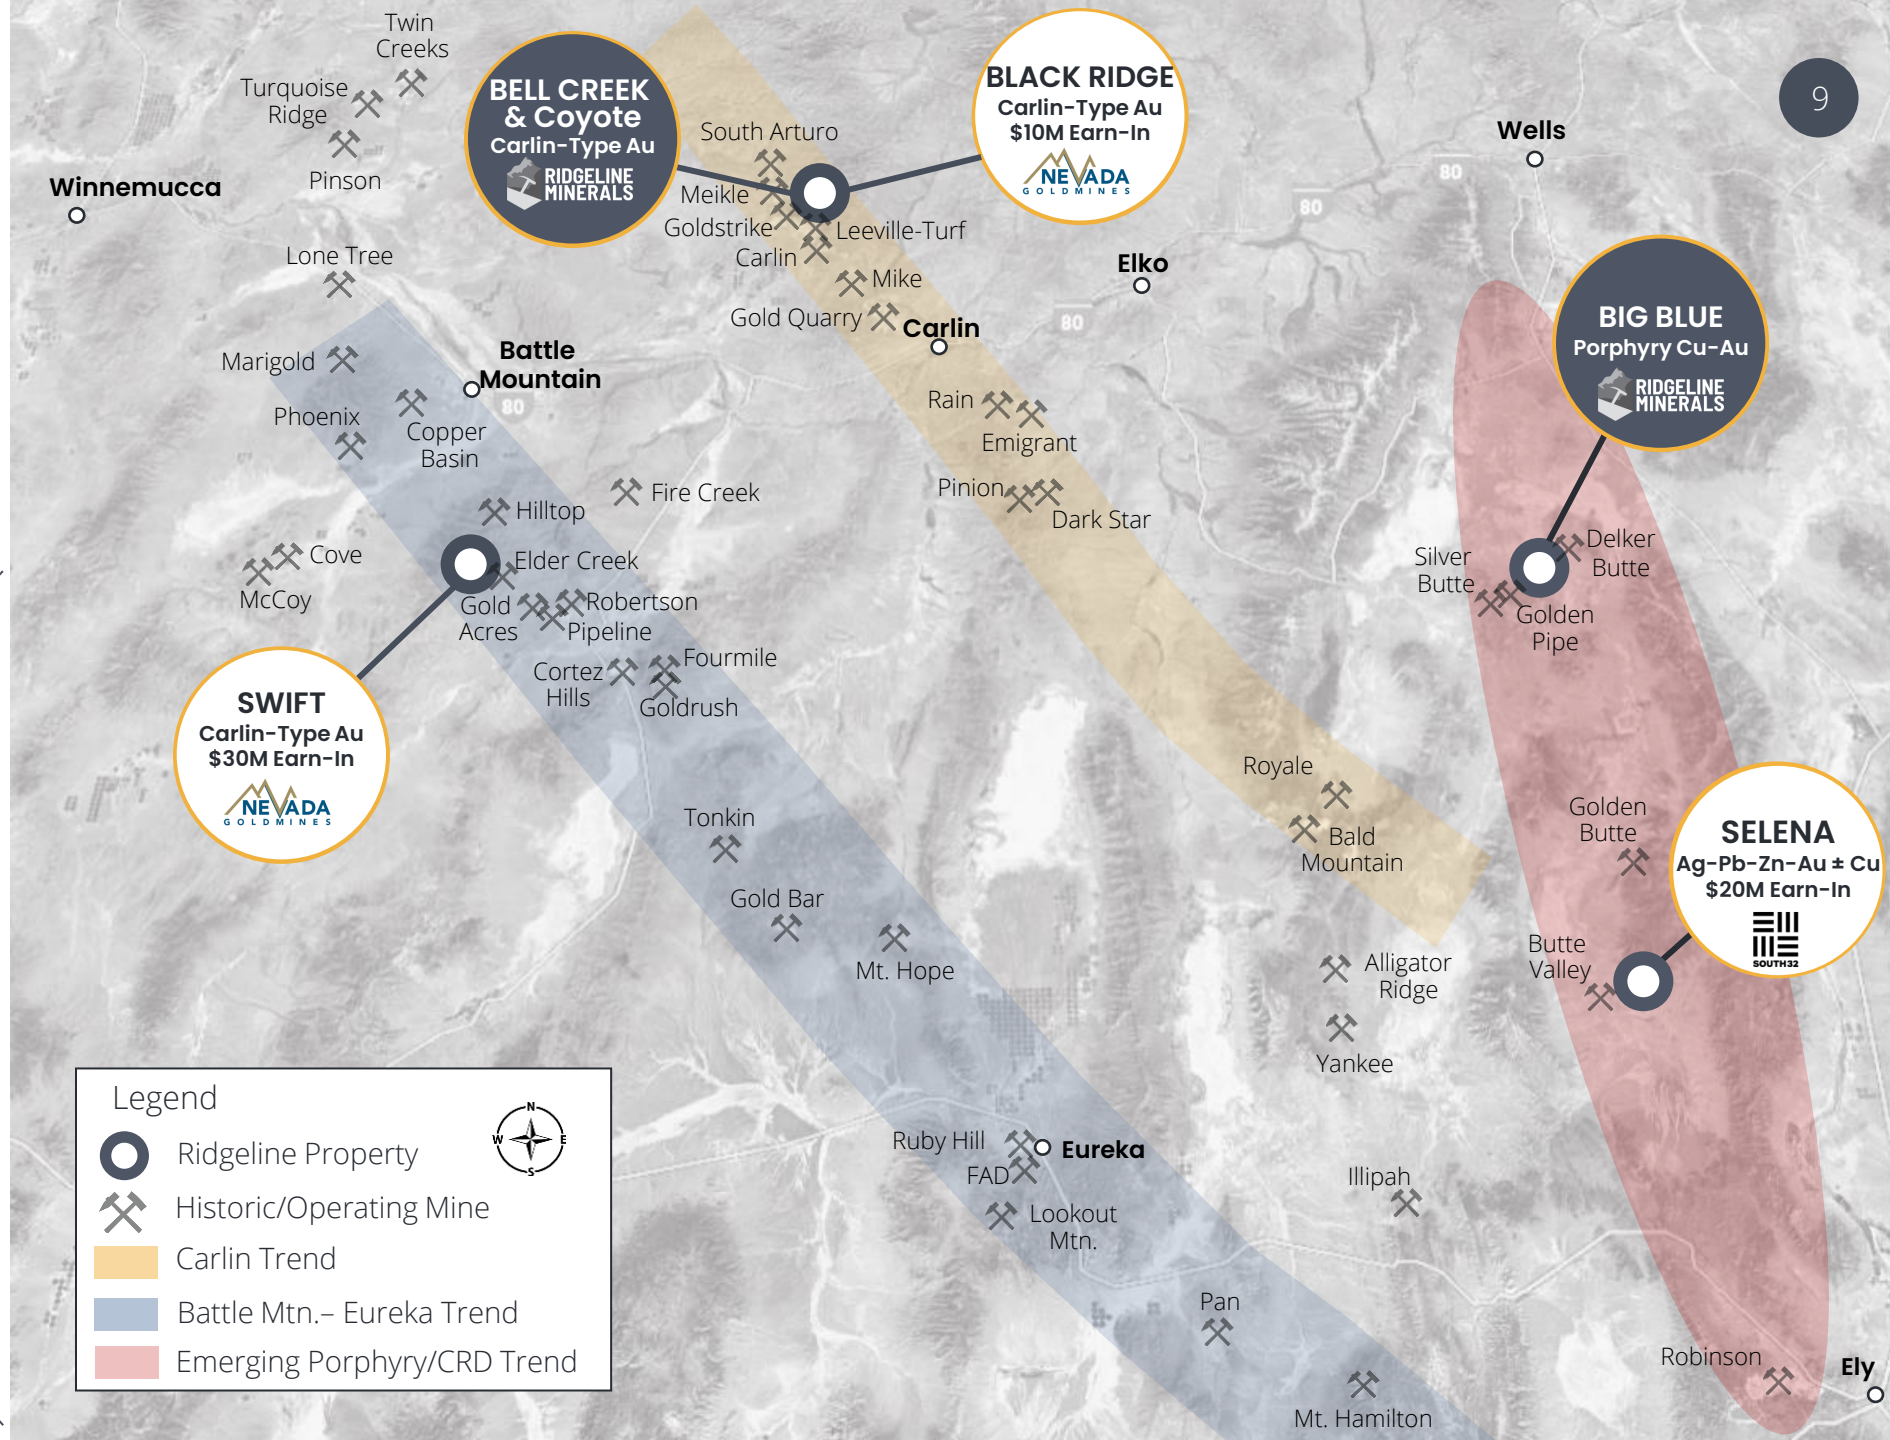 Twin
Creeks
Turquoise
Ridge
Pinson
Winnemucca
Lone Tree
BELL CREEK
& Coyote
Carlin-Type Au
RIDGELINE
MINERALS
BLACK RIDGE
Carlin-Type Au
$10M Earn-In
NEVADA
GOLDMINES
9
Wells
80
80
80
80
South Arturo
Meikle
Goldstrike
Leeville-Turf
Carlin
Mike
Gold Quarry
Carlin
Elko
BIG BLUE
Porphyry Cu-Au
RIDGELINE
MINERALS
Marigold
Battle
Mountain
Phoenix
Copper
Basin
Rain
Emigrant
Pinion
Dark Star
Fire Creek
Hilltop
Cove
McCoy
Elder Creek
Gold
Acres
Robertson
Pipeline
Cortez
Hills
Fourmile
Goldrush
Silver
Butte
Delker
Butte
Golden
Pipe
SWIFT
Carlin-Type Au
$30M Earn-In
NEVADA
GOLDMINES
Royale
Bald
Mountain
Golden
Butte
SELENA
Ag-Pb-Zn-Au ± Cu
$20M Earn-In
SOUTH32
Tonkin
Gold Bar
Mt. Hope
Butte
Valley
Alligator
Ridge
Yankee
Ruby Hill
Eureka
FAD
Lookout
Mtn.
Illipah
Pan
Mt. Hamilton
Robinson
Ely
Legend
N
W
E
S
Ridgeline Property
Historic/Operating Mine
Carlin Trend
Battle Mtn.– Eureka Trend
Emerging Porphyry/CRD Trend